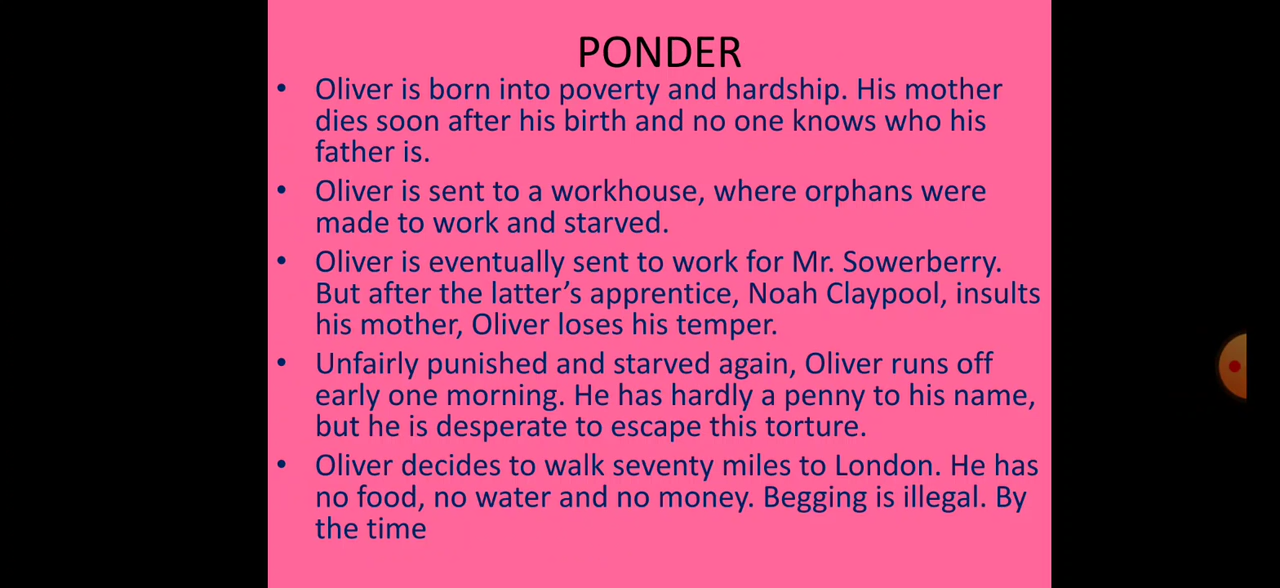 PONDER
• Oliver is born into poverty and hardship. His mother
dies soon after his birth and no one knows who his
father is.
• Oliver is sent to a workhouse, where orphans were
made to work and starved.
• Oliver is eventually sent to work for Mr. Sowerberry.
But after the latter’s apprentice, Noah Claypool, insults
his mother, Oliver loses his temper.
• Unfairly punished and starved again, Oliver runs off
early one morning. He has hardly a penny to his name,
but he is desperate to escape this torture.
• Oliver decides to walk seventy miles to London. He has
no food, no water and no money. Begging is illegal. By
the time